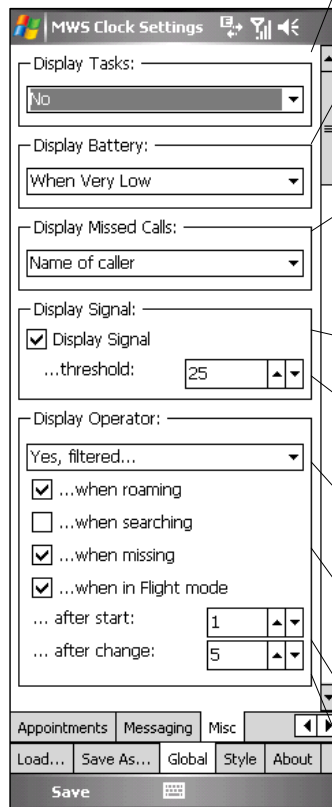 MWS Clock Settings
Display Tasks:
No
Display Battery:
When Very Low
Display Missed Calls:
Name of caller
Display Signal:
Display Signal
...threshold: 25
Display Operator:
Yes, filtered...
...when roaming
...when searching
...when missing
...when in Flight mode
... after start: 1
... after change: 5
Appointments Messaging Misc
Load... Save As... Global Style About
Save